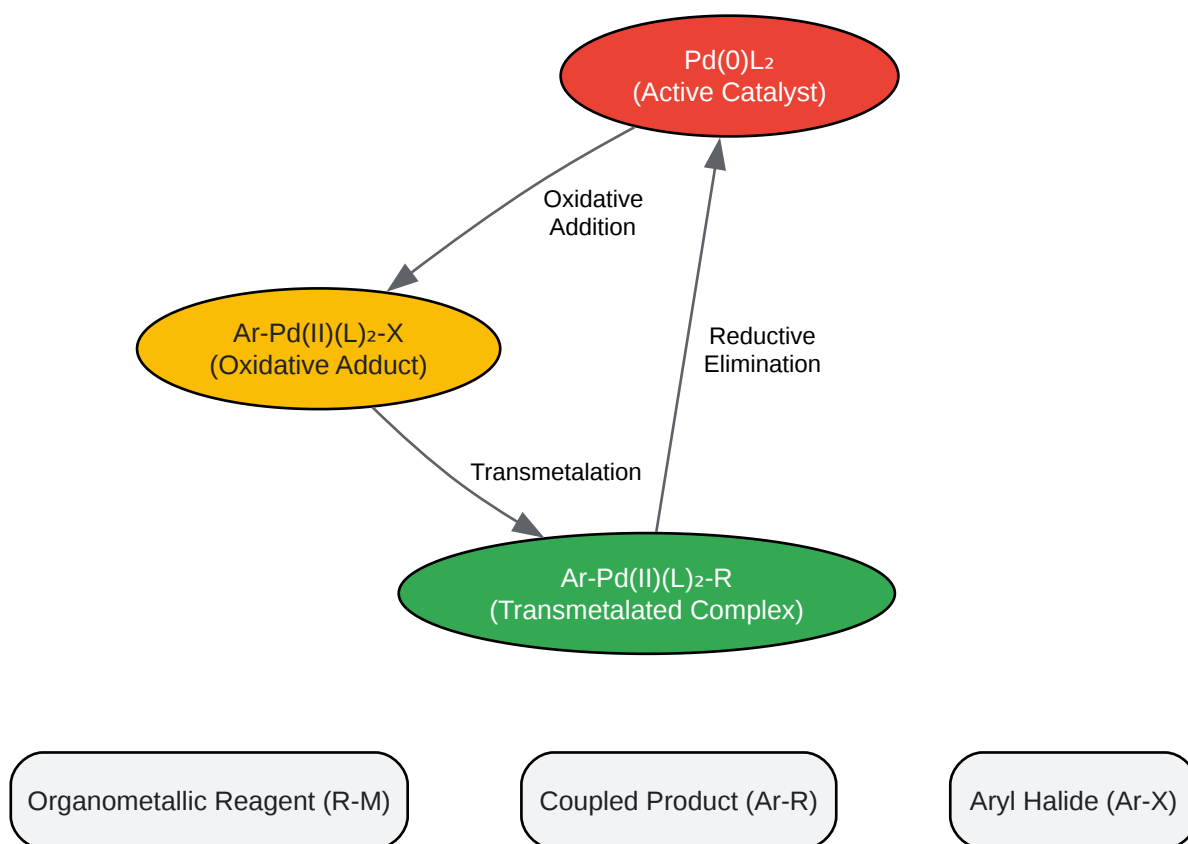 Pd(0)L₂
(Active Catalyst)
Oxidative
Addition
Ar-Pd(II)(L)₂-X
(Oxidative Adduct)
Reductive
Elimination
Transmetalation
Ar-Pd(II)(L)₂-R
(Transmetalated Complex)
Organometallic Reagent (R-M)
Coupled Product (Ar-R)
Aryl Halide (Ar-X)